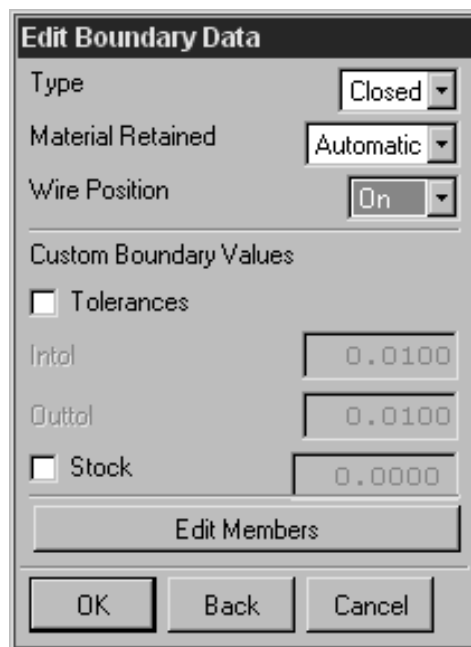 Edit Boundary Data
Type Closed
Material Retained Automatic
Wire Position On
Custom Boundary Values
Tolerances
Intol 0.0100
Outtol 0.0100
Stock 0.0000
Edit Members
OK Back Cancel